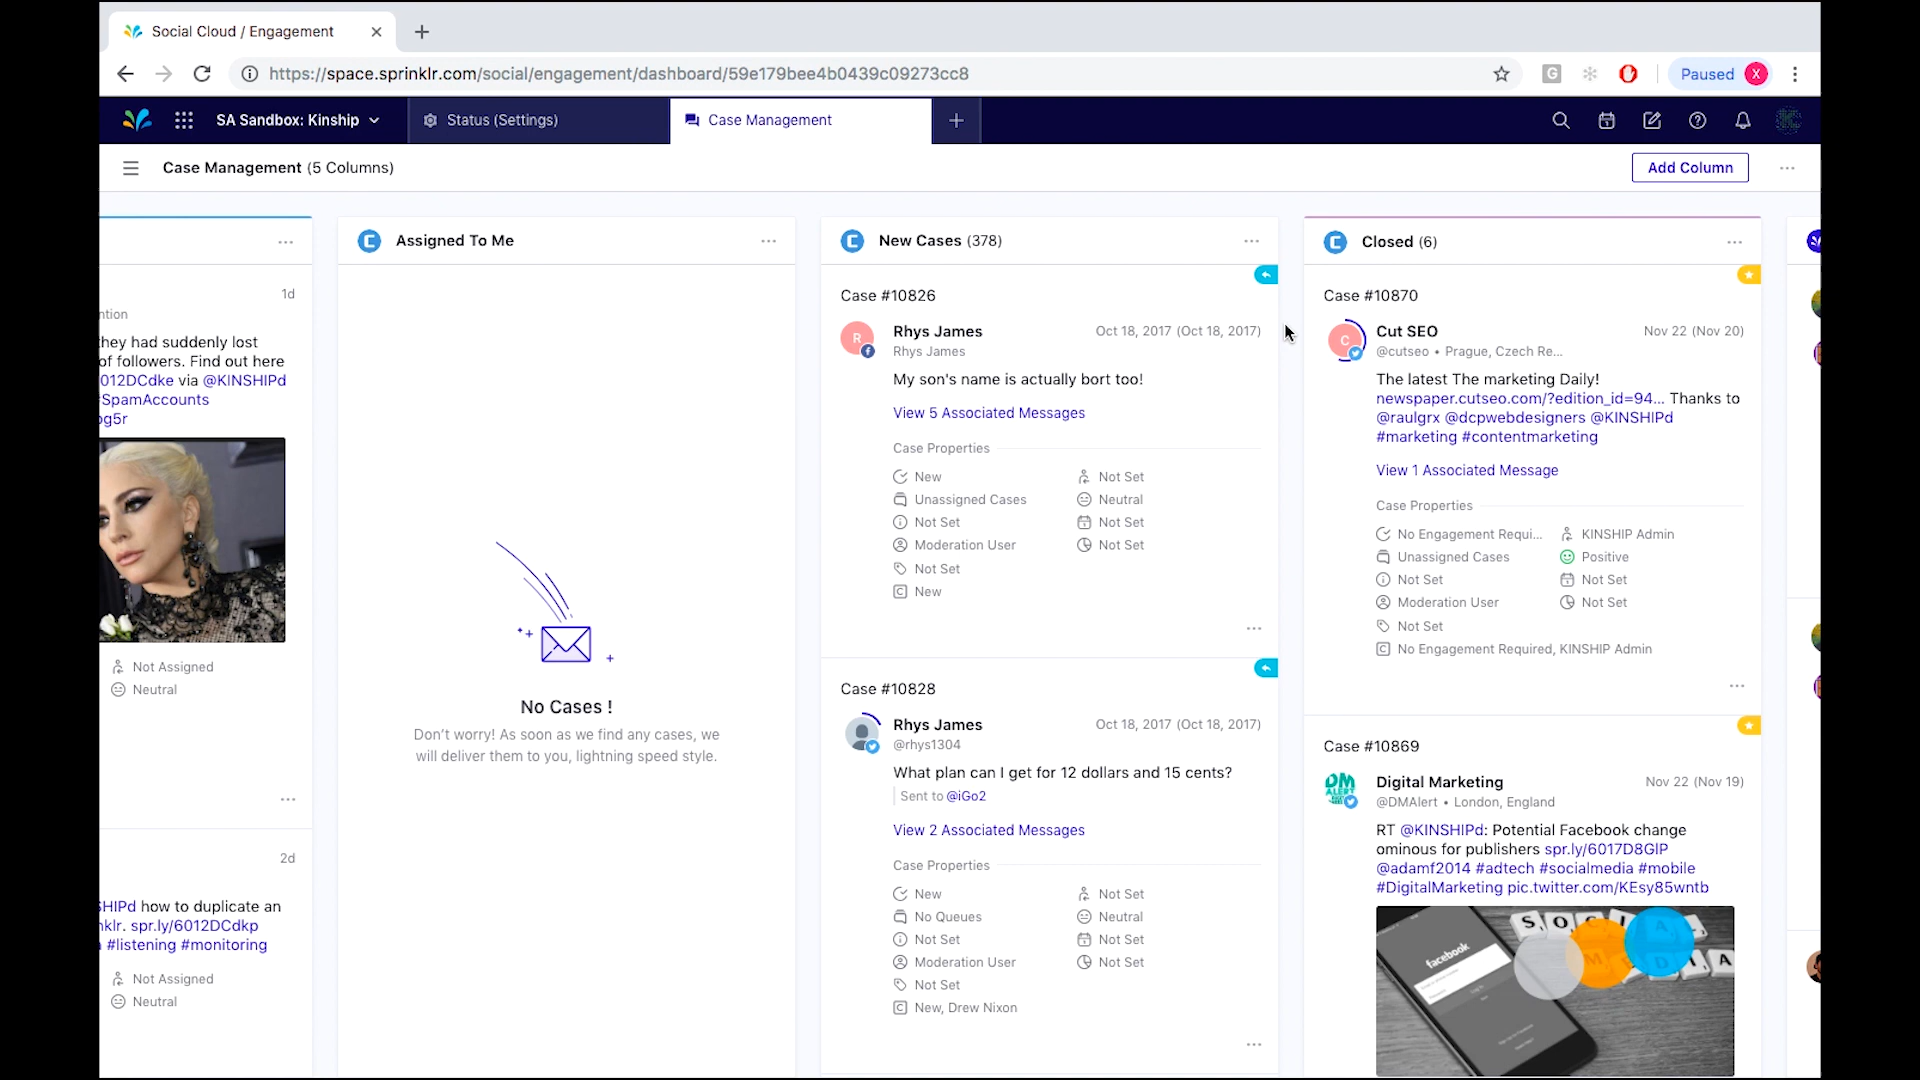 Social Cloud / Engagement
https://space.sprinklr.com/social/engagement/dashboard/59e179bee4b0439c09273cc8
G
Paused X
SA Sandbox: Kinship
Status (Settings)
Case Management
Case Management (5 Columns)
Add Column
1d
ntion
they had suddenly lost
of followers. Find out here
012DCdke via @KINSHIPd
SpamAccounts
og5r
Not Assigned
Neutral
2d
SHIPd how to duplicate an
nklr. spr.ly/6012DCdkp
#listening #monitoring
Not Assigned
Neutral
C Assigned To Me
No Cases !
Don't worry! As soon as we find any cases, we
will deliver them to you, lightning speed style.
C New Cases (378)
Case #10826
R
Rhys James Oct 18, 2017 (Oct 18, 2017)
Rhys James
My son's name is actually bort too!
View 5 Associated Messages
Case Properties
New Not Set
Unassigned Cases Neutral
Not Set Not Set
Moderation User Not Set
Not Set
C New
Case #10828
Rhys James Oct 18, 2017 (Oct 18, 2017)
@rhys1304
What plan can I get for 12 dollars and 15 cents?
Sent to @iGo2
View 2 Associated Messages
Case Properties
New Not Set
No Queues Neutral
Not Set Not Set
Moderation User Not Set
Not Set
C New, Drew Nixon
C Closed (6)
Case #10870
C
Cut SEO Nov 22 (Nov 20)
@cutseo • Prague, Czech Re...
The latest The marketing Daily!
newspaper.cutseo.com/?edition_id=94... Thanks to
@raulgrx @dcpwebdesigners @KINSHIPd
#marketing #contentmarketing
View 1 Associated Message
Case Properties
No Engagement Requi... KINSHIP Admin
Unassigned Cases Positive
Not Set Not Set
Moderation User Not Set
Not Set
C No Engagement Required, KINSHIP Admin
Case #10869
DM
ALERT
Digital Marketing Nov 22 (Nov 19)
@DMAlert • London, England
RT @KINSHIPd: Potential Facebook change
ominous for publishers spr.ly/6017D8GlP
@adamf2014 #adtech #socialmedia #mobile
#DigitalMarketing pic.twitter.com/KEsy85wntb
facebook